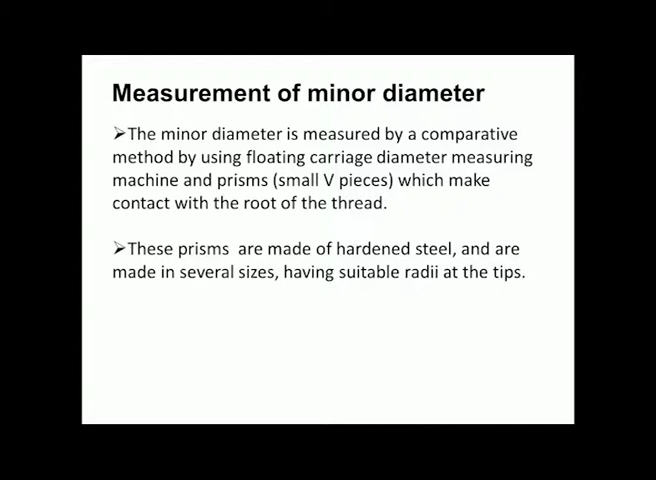 Measurement of minor diameter
➢The minor diameter is measured by a comparative
method by using floating carriage diameter measuring
machine and prisms (small V pieces) which make
contact with the root of the thread.
➢These prisms are made of hardened steel, and are
made in several sizes, having suitable radii at the tips.